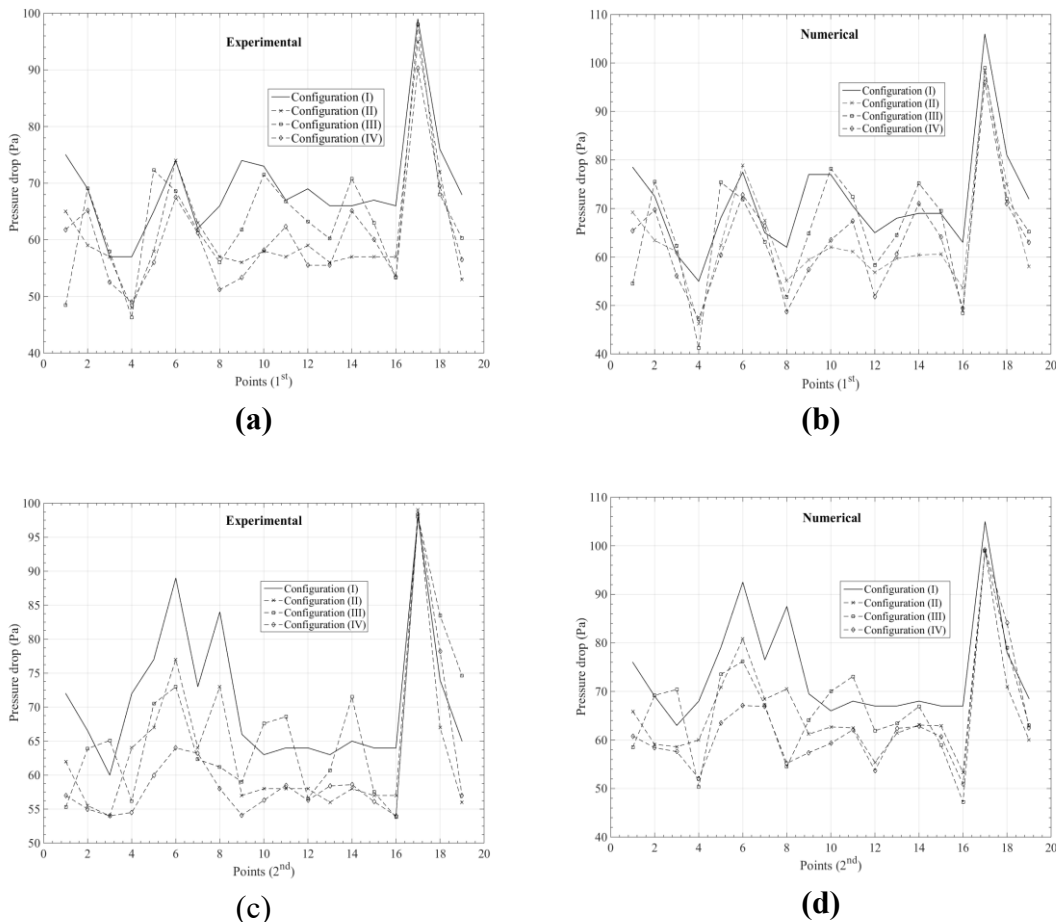 100
90
80
70
60
50
40
Pressure drop (Pa)
Experimental
Configuration (I)
Configuration (II)
Configuration (III)
Configuration (IV)
0 2 4 6 8 10 12 14 16 18 20
Points (1st)
(a)
110
100
90
80
70
60
50
40
Pressure drop (Pa)
Numerical
Configuration (I)
Configuration (II)
Configuration (III)
Configuration (IV)
0 2 4 6 8 10 12 14 16 18 20
Points (1st)
(b)
100
95
90
85
80
75
70
65
60
55
50
Pressure drop (Pa)
Experimental
Configuration (I)
Configuration (II)
Configuration (III)
Configuration (IV)
0 2 4 6 8 10 12 14 16 18 20
Points (2nd)
(c)
110
100
90
80
70
60
50
40
Pressure drop (Pa)
Numerical
Configuration (I)
Configuration (II)
Configuration (III)
Configuration (IV)
0 2 4 6 8 10 12 14 16 18 20
Points (2nd)
(d)